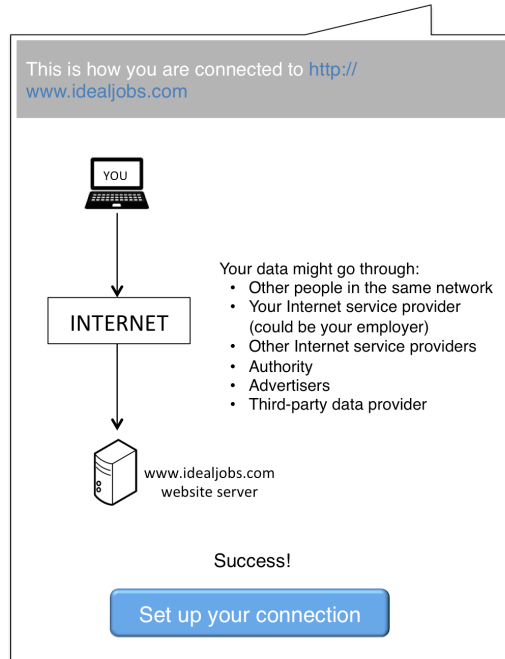 This is how you are connected to http://
www.idealjobs.com
YOU
Your data might go through:
• Other people in the same network
• Your Internet service provider
(could be your employer)
• Other Internet service providers
• Authority
• Advertisers
• Third-party data provider
INTERNET
www.idealjobs.com
website server
Success!
Set up your connection